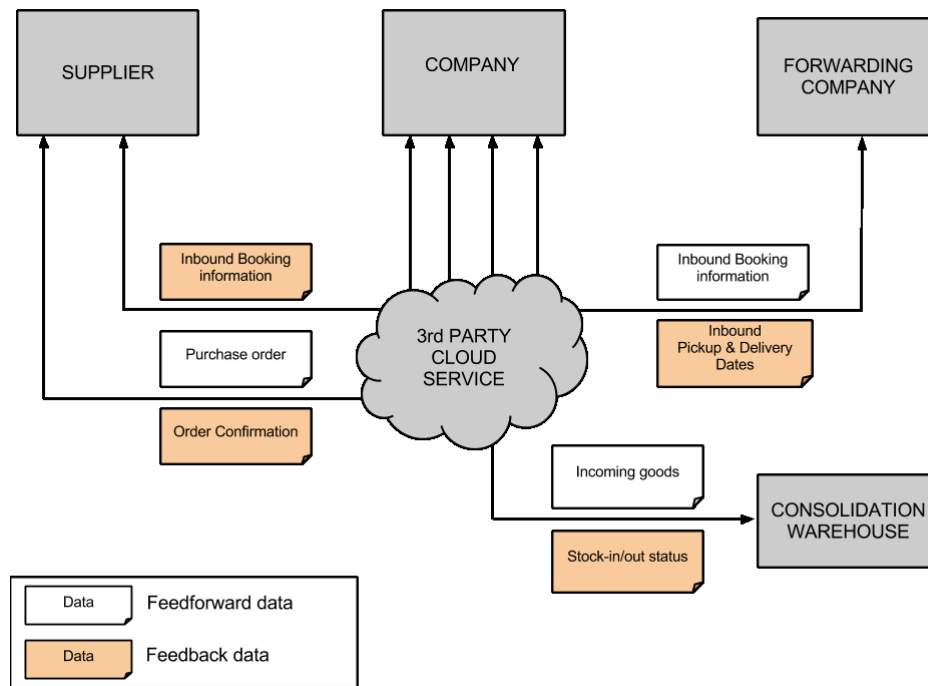 SUPPLIER
COMPANY
FORWARDING
COMPANY
Inbound Booking
information
Inbound Booking
information
3rd PARTY
CLOUD
SERVICE
Inbound
Pickup & Delivery
Dates
Purchase order
Order Confirmation
Incoming goods
CONSOLIDATION
WAREHOUSE
Stock-in/out status
Data
Feedforward data
Data
Feedback data